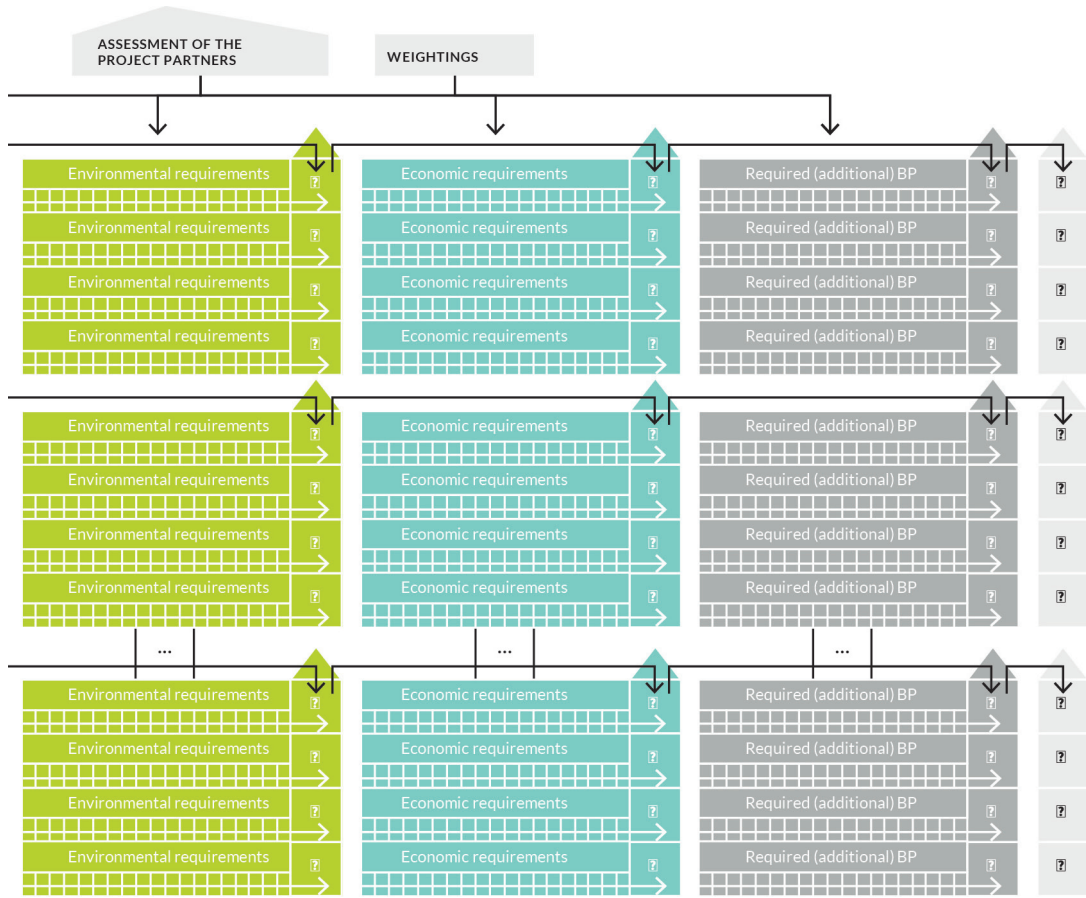 ASSESSMENT OF THE
PROJECT PARTNERS
WEIGHTINGS
Environmental requirements
Economic requirements
Required (additional) BP
Environmental requirements
Economic requirements
Required (additional) BP
Environmental requirements
Economic requirements
Required (additional) BP
Environmental requirements
Economic requirements
Required (additional) BP
Environmental requirements
Economic requirements
Required (additional) BP
Environmental requirements
Economic requirements
Required (additional) BP
Environmental requirements
Economic requirements
Required (additional) BP
Environmental requirements
Economic requirements
Required (additional) BP
... ... ...
Environmental requirements
Economic requirements
Required (additional) BP
Environmental requirements
Economic requirements
Required (additional) BP
Environmental requirements
Economic requirements
Required (additional) BP
Environmental requirements
Economic requirements
Required (additional) BP